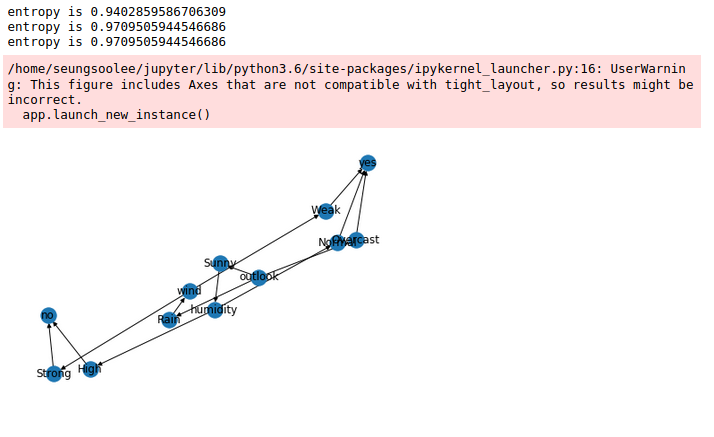 entropy is 0.9402859586706309
entropy is 0.9709505944546686
entropy is 0.9709505944546686
/home/seungsoolee/jupyter/lib/python3.6/site-packages/ipykernel_launcher.py:16: UserWarnin
g: This figure includes Axes that are not compatible with tight_layout, so results might be
incorrect.
  app.launch_new_instance()
yes
Weak
Normal
Overcast
Sunny
outlook
wind
humidity
no
Rain
Strong
High